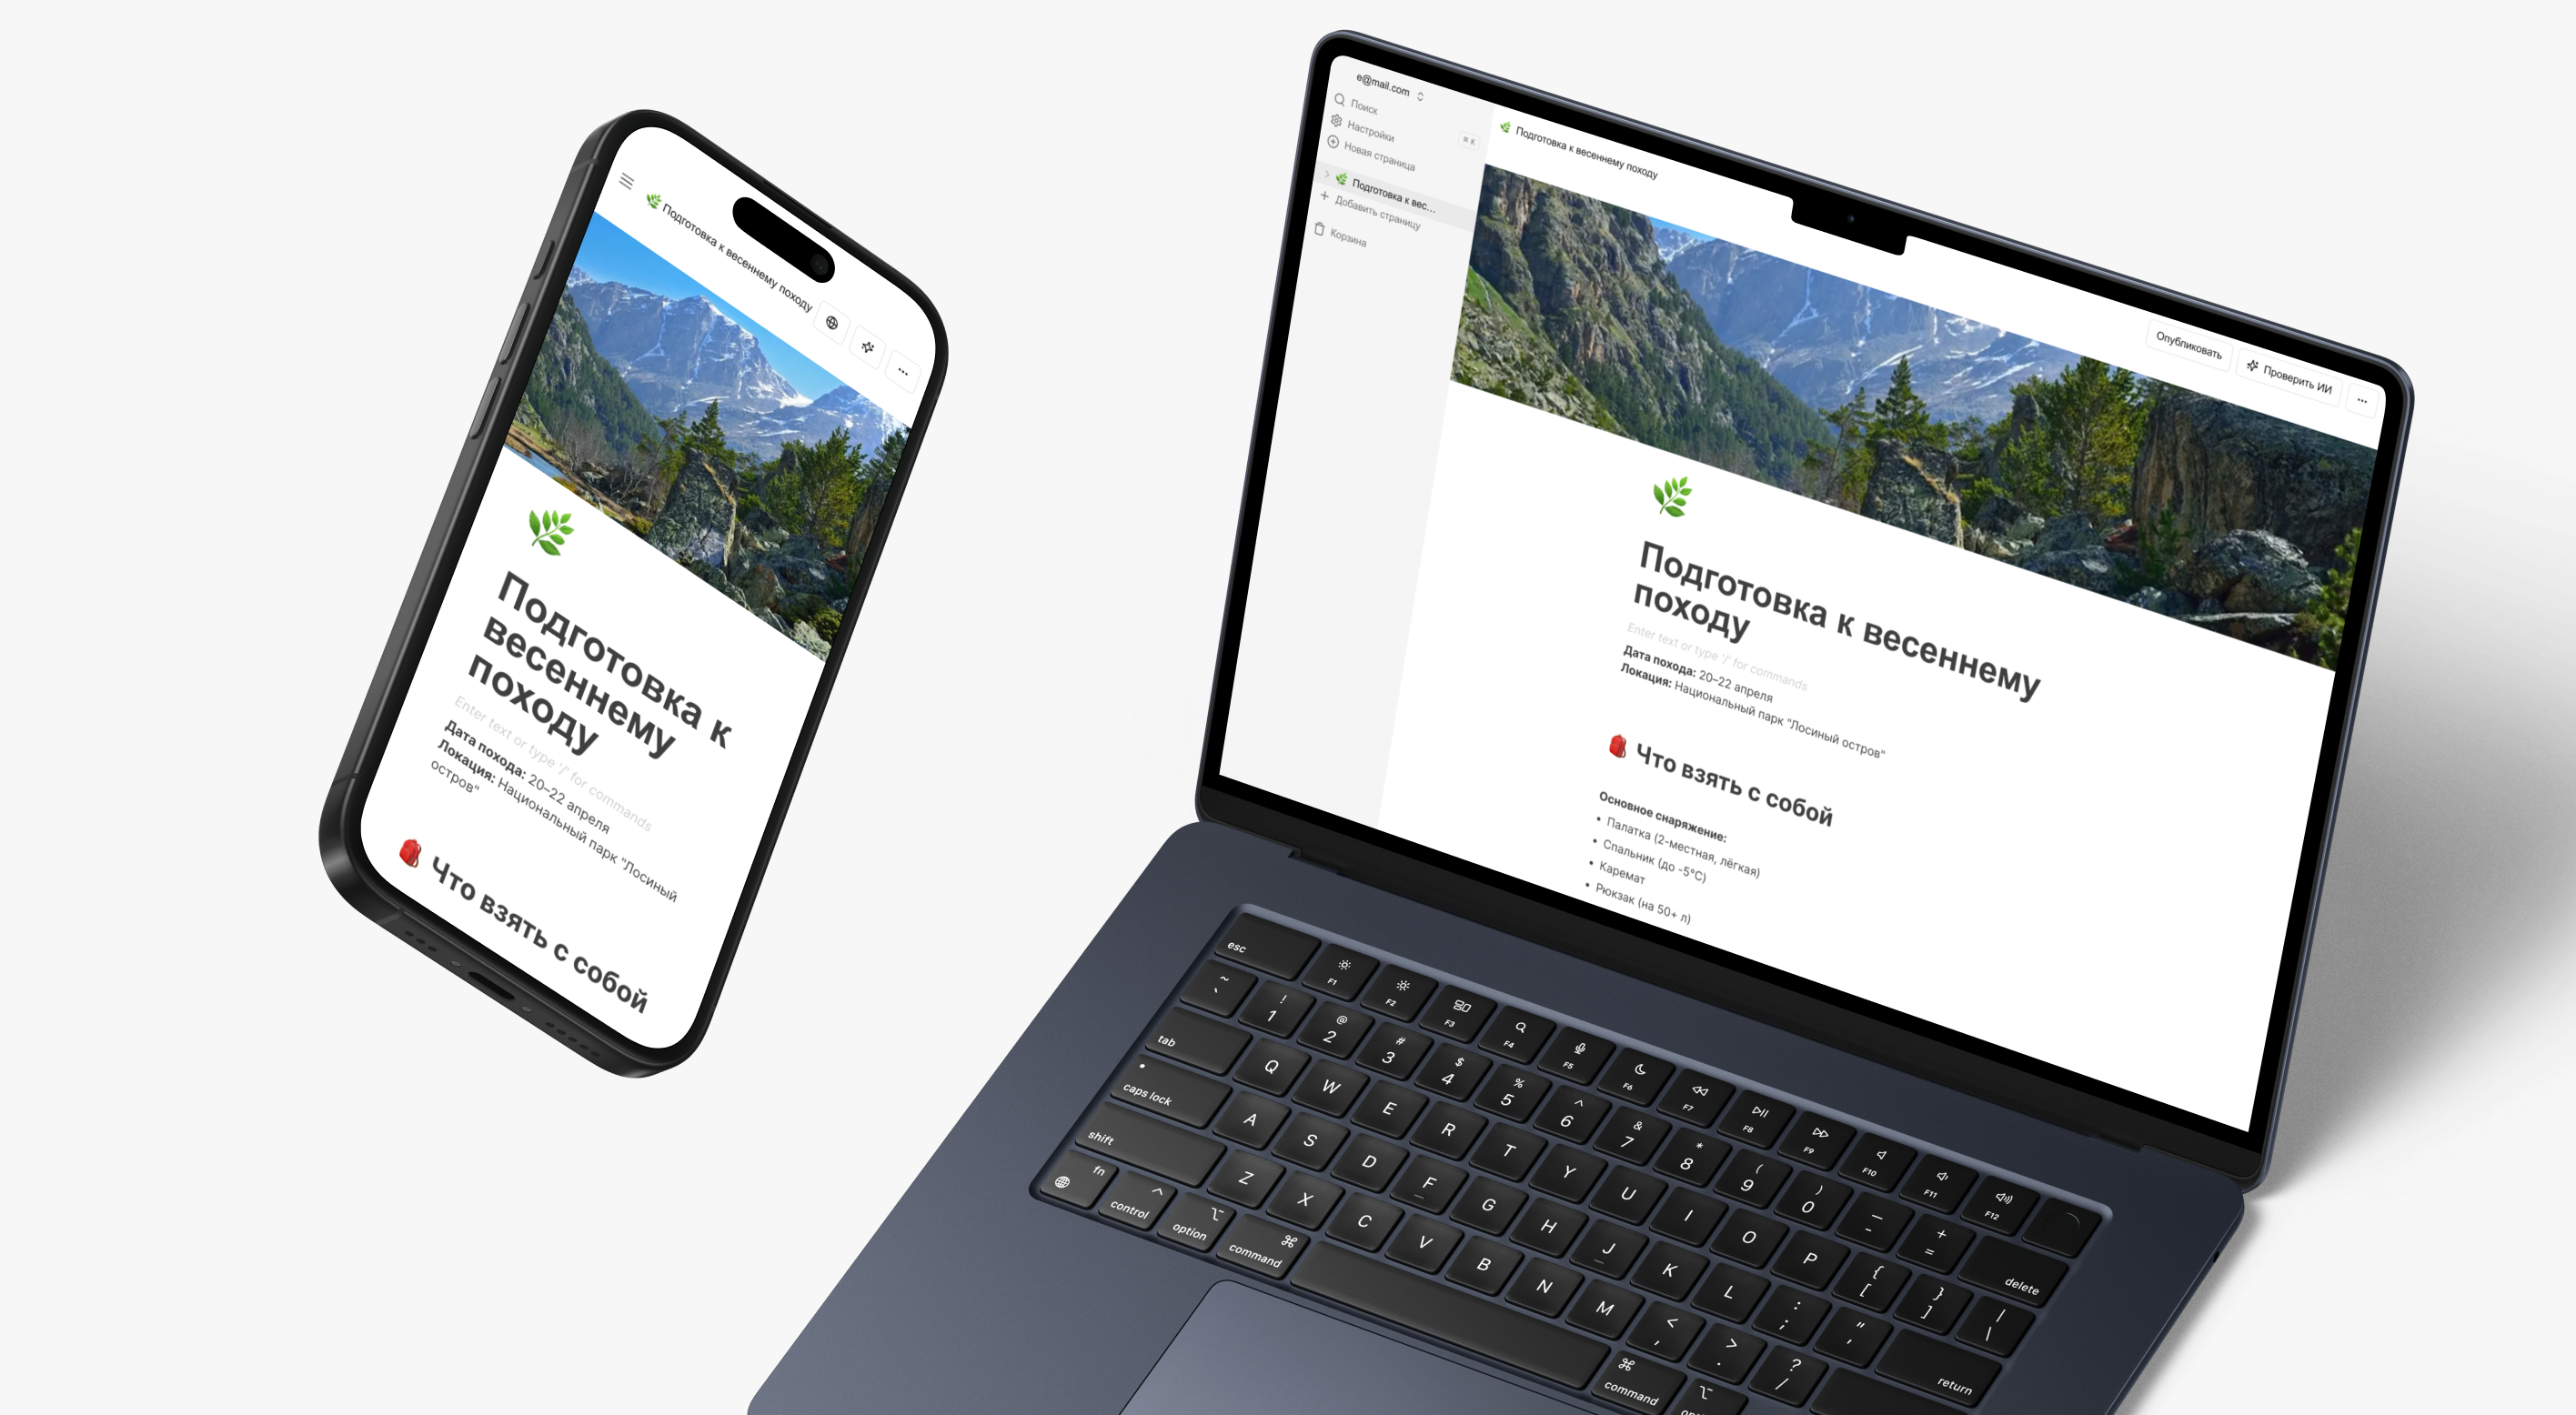 🌿 Подготовка к весеннему походу
Подготовка к
весеннему
походу
Enter text or type '/' for commands
Дата похода: 20–22 апреля
Локация: Национальный парк "Лосиный
остров"
🎒 Что взять с собой
e@mail.com
Поиск
⌘ K
Настройки
Новая страница
🌿 Подготовка к вес...
Добавить страницу
Корзина
🌿 Подготовка к весеннему походу
Опубликовать
Проверить ИИ
Подготовка к весеннему
походу
Enter text or type '/' for commands
Дата похода: 20–22 апреля
Локация: Национальный парк "Лосиный остров"
🎒 Что взять с собой
Основное снаряжение:
• Палатка (2-местная, лёгкая)
• Спальник (до -5°C)
• Каремат
• Рюкзак (на 50+ л)
esc F1 F2 F3 F4 F5 F6 F7 F8 F9 F10 F11 F12
~ ` ! 1 @ 2 # 3 $ 4 % 5 ^ 6 & 7 * 8 ( 9 ) 0 _ - + = delete
tab Q W E R T Y U I O P { [ } ] | \
caps lock A S D F G H J K L : ; " ' return
shift Z X C V B N M < , > . ? /
fn control option ⌘ command ⌘ command